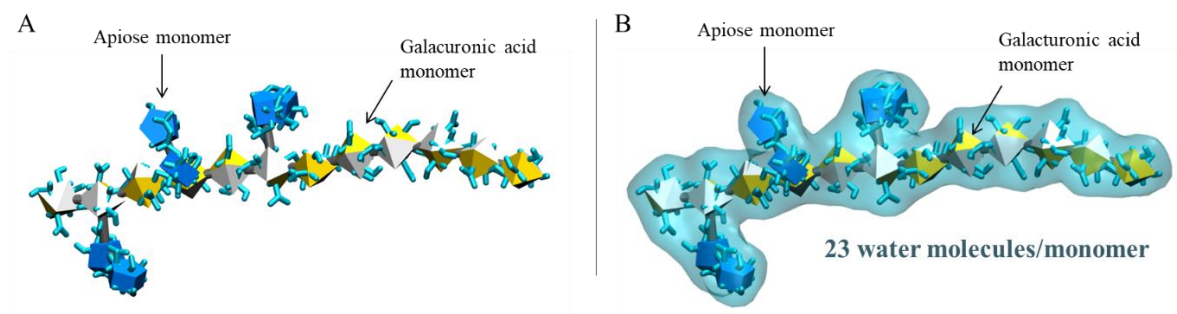 A
Apiose monomer
Galacuronic acid
monomer
B
Apiose monomer
Galacturonic acid
monomer
23 water molecules/monomer